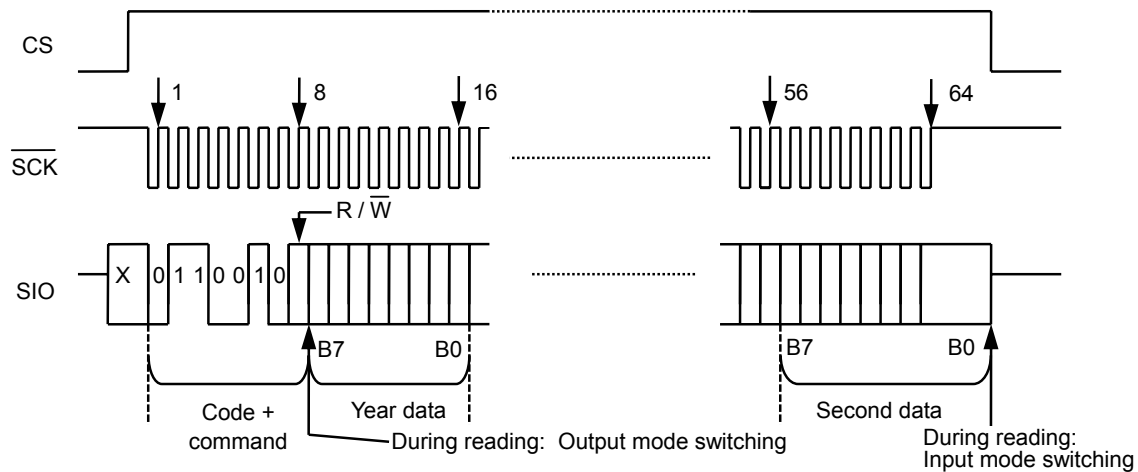 CS
1 8 16 56 64
SCK
R / W
X 0 1 1 0 0 1 0
SIO
B7 B0 B7 B0
Code +
command
Year data
Second data
During reading: Output mode switching
During reading:
Input mode switching